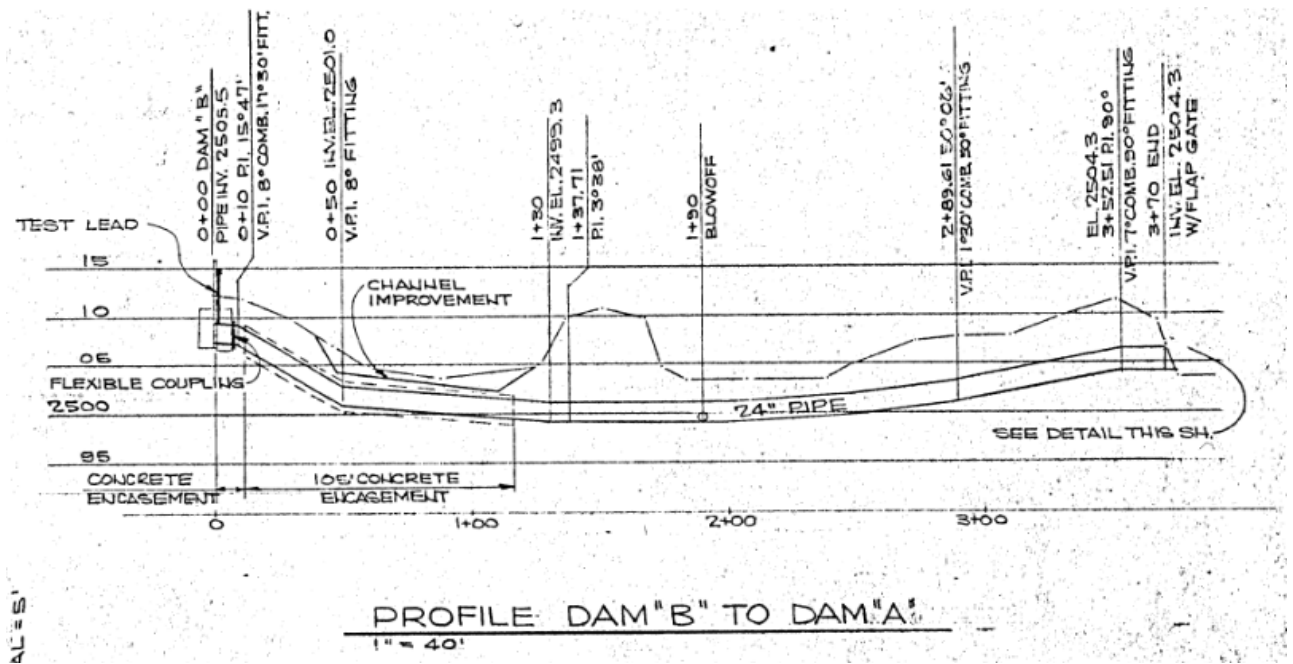 0+00 DAM "B"
PIPE INV. 2505.5
0+10 P.I. 15°47'
V.P.I. 8° COMB. 17°30' FITT.
0+50 INV. EL. 2501.0
V.P.I. 8° FITTING
1+30
INV. EL. 2499.3
1+37.71
P.I. 3°38'
1+90
BLOWOFF
2+89.61 50°06'
V.P.I. 1°30' COMB. 50° FITTING
EL. 2504.3
3+52.51 P.I. 90°
V.P.I. 7° COMB. 90° FITTING
3+70 END
INV. EL. 2504.3
W/FLAP GATE
TEST LEAD
15
CHANNEL
IMPROVEMENT
10
05
FLEXIBLE COUPLING
2500
24" PIPE
SEE DETAIL THIS SH.
95
CONCRETE
ENCASEMENT
105' CONCRETE
ENCASEMENT
0
1+00
2+00
3+00
PROFILE DAM "B" TO DAM "A"
1" = 40'
AL = 5'